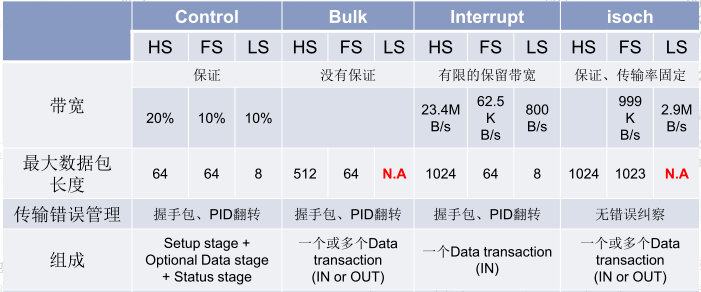 Control Bulk Interrupt isoch
HS FS LS HS FS LS HS FS LS HS FS LS
带宽
保证 没有保证 有限的保留带宽 保证、传输率固定
20% 10% 10% 23.4M B/s 62.5 K B/s 800 B/s 999 K B/s 2.9M B/s
最大数据包
长度
64 64 8 512 64 N.A 1024 64 8 1024 1023 N.A
传输错误管理 握手包、PID翻转 握手包、PID翻转 握手包、PID翻转 无错误纠察
组成
Setup stage +
Optional Data stage
+ Status stage
一个或多个Data
transaction
(IN or OUT)
一个Data transaction
(IN)
一个或多个Data
transaction
(IN or OUT)